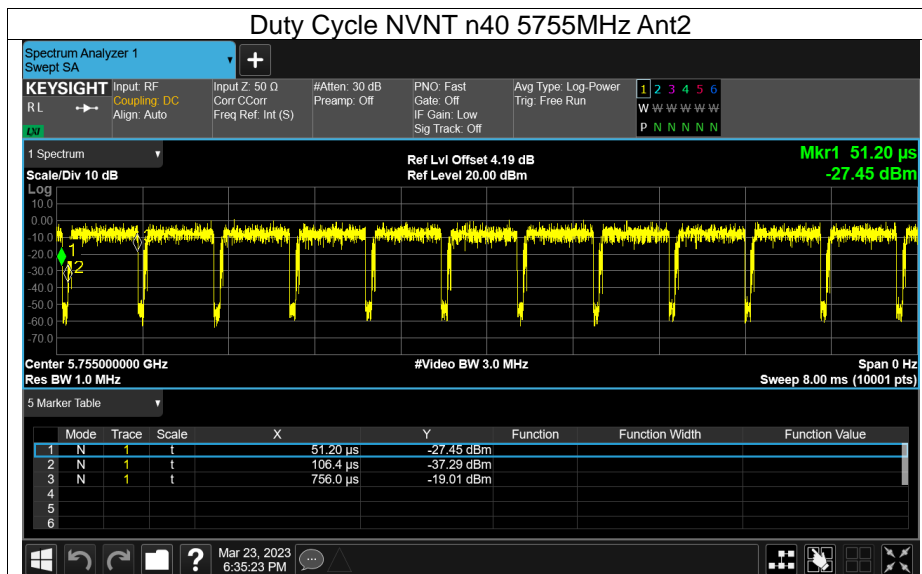 Duty Cycle NVNT n40 5755MHz Ant2
Spectrum Analyzer 1
Swept SA
+
KEYSIGHT
R L
LXI
Input: RF
Coupling: DC
Align: Auto
Input Z: 50 Ω
Corr CCorr
Freq Ref: Int (S)
#Atten: 30 dB
Preamp: Off
PNO: Fast
Gate: Off
IF Gain: Low
Sig Track: Off
Avg Type: Log-Power
Trig: Free Run
1 2 3 4 5 6
W W W W W W
P N N N N N
1 Spectrum
Scale/Div 10 dB
Ref Lvl Offset 4.19 dB
Ref Level 20.00 dBm
Mkr1 51.20 µs
-27.45 dBm
Log
10.0
0.00
-10.0
-20.0
-30.0
-40.0
-50.0
-60.0
-70.0
1
2
Center 5.755000000 GHz
Res BW 1.0 MHz
#Video BW 3.0 MHz
Span 0 Hz
Sweep 8.00 ms (10001 pts)
5 Marker Table
Mode Trace Scale X Y Function Function Width Function Value
1 N 1 t 51.20 µs -27.45 dBm
2 N 1 t 106.4 µs -37.29 dBm
3 N 1 t 756.0 µs -19.01 dBm
4
5
6
?
Mar 23, 2023
6:35:23 PM